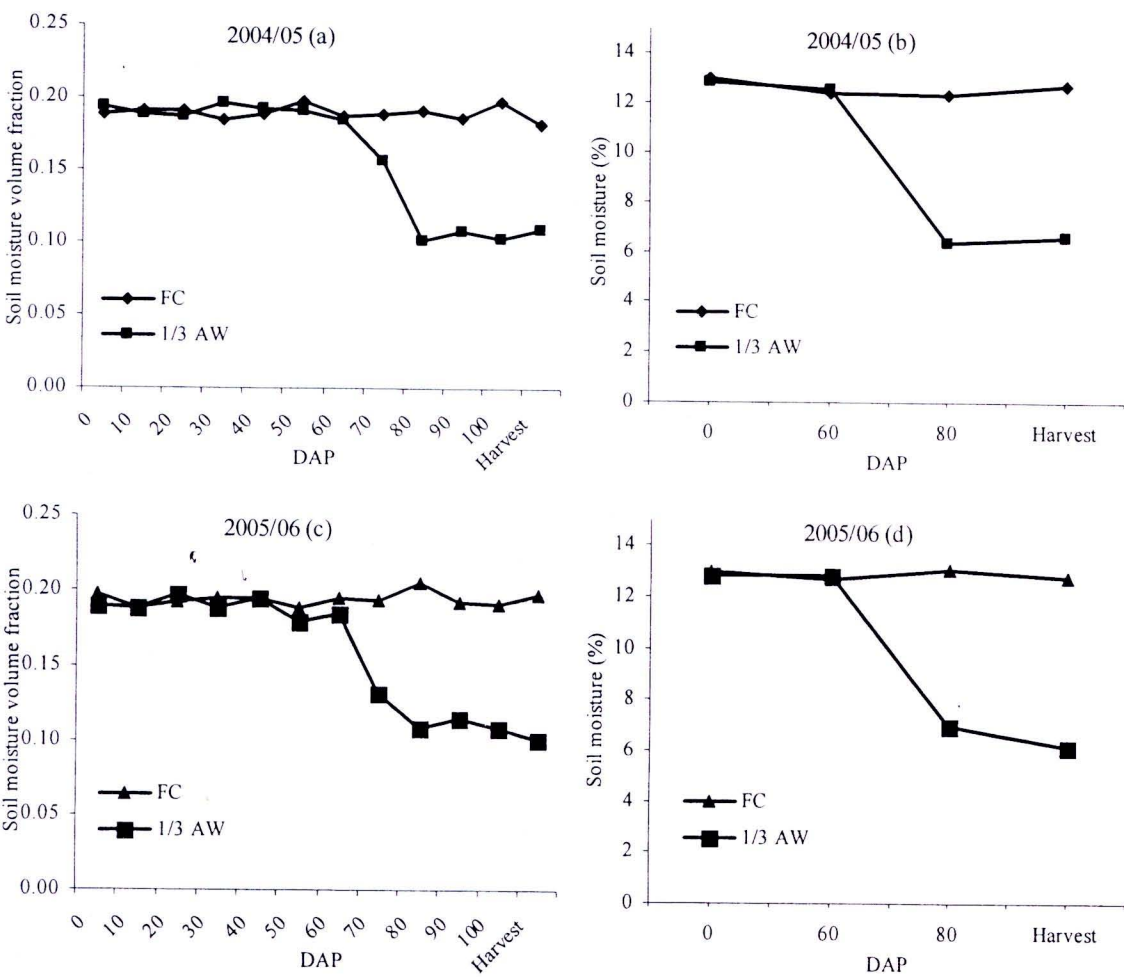 2004/05 (a)
Soil moisture volume fraction
0.25
0.20
0.15
0.10
0.05
0.00
FC
1/3 AW
0 10 20 30 40 50 60 70 80 90 100 Harvest
DAP
2004/05 (b)
Soil moisture (%)
14
12
10
8
6
4
2
0
FC
1/3 AW
0 60 80 Harvest
DAP
2005/06 (c)
Soil moisture volume fraction
0.25
0.20
0.15
0.10
0.05
0.00
FC
1/3 AW
0 10 20 30 40 50 60 70 80 90 100 Harvest
DAP
2005/06 (d)
Soil moisture (%)
14
12
10
8
6
4
2
0
FC
1/3 AW
0 60 80 Harvest
DAP